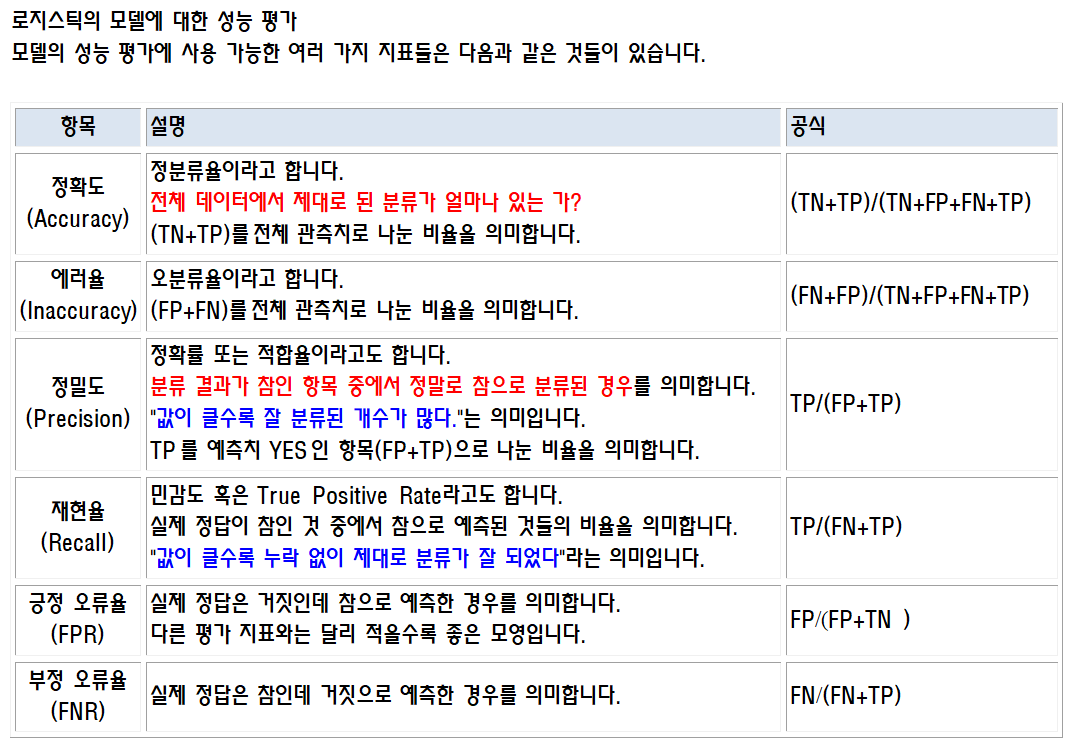 로지스틱의 모델에 대한 성능 평가
모델의 성능 평가에 사용 가능한 여러 가지 지표들은 다음과 같은 것들이 있습니다.
항목 설명 공식
정확도
(Accuracy)
정분류율이라고 합니다.
전체 데이터에서 제대로 된 분류가 얼마나 있는 가?
(TN+TP)를 전체 관측치로 나눈 비율을 의미합니다.
(TN+TP)/(TN+FP+FN+TP)
에러율
(Inaccuracy)
오분류율이라고 합니다.
(FP+FN)를 전체 관측치로 나눈 비율을 의미합니다.
(FN+FP)/(TN+FP+FN+TP)
정밀도
(Precision)
정확률 또는 적합율이라고도 합니다.
분류 결과가 참인 항목 중에서 정말로 참으로 분류된 경우를 의미합니다.
"값이 클수록 잘 분류된 개수가 많다."는 의미입니다.
TP 를 예측치 YES 인 항목(FP+TP)으로 나눈 비율을 의미합니다.
TP/(FP+TP)
재현율
(Recall)
민감도 혹은 True Positive Rate라고도 합니다.
실제 정답이 참인 것 중에서 참으로 예측된 것들의 비율을 의미합니다.
"값이 클수록 누락 없이 제대로 분류가 잘 되었다"라는 의미입니다.
TP/(FN+TP)
긍정 오류율
(FPR)
실제 정답은 거짓인데 참으로 예측한 경우를 의미합니다.
다른 평가 지표와는 달리 적을수록 좋은 모영입니다.
FP/(FP+TN )
부정 오류율
(FNR)
실제 정답은 참인데 거짓으로 예측한 경우를 의미합니다.
FN/(FN+TP)